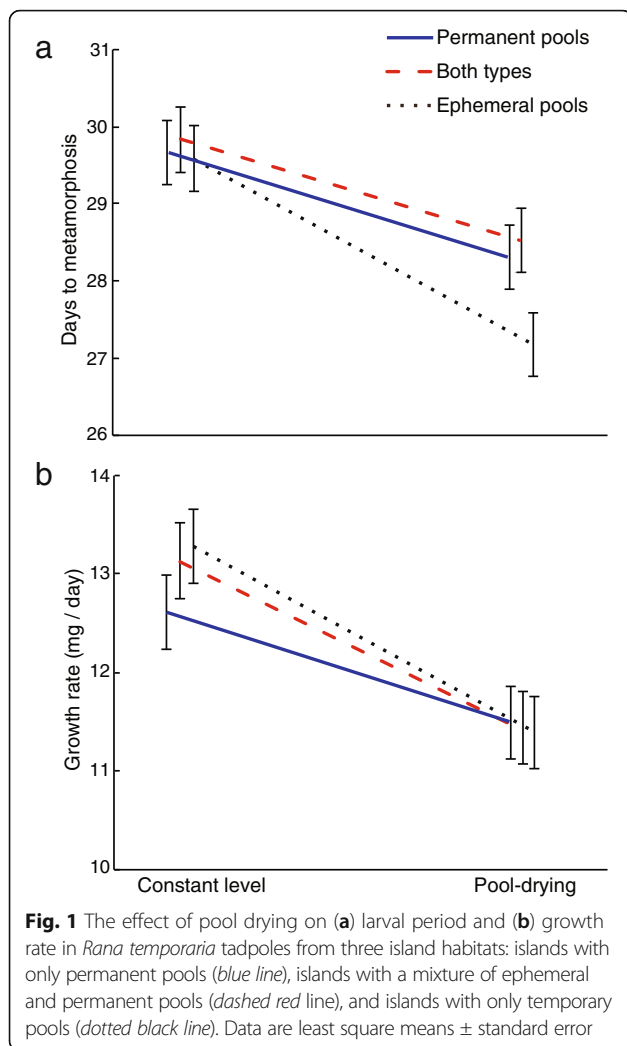 a
Permanent pools
Both types
Ephemeral pools
31
30
29
28
27
26
Days to metamorphosis
b
14
13
12
11
10
Growth rate (mg / day)
Constant level Pool-drying
Fig. 1 The effect of pool drying on (a) larval period and (b) growth
rate in Rana temporaria tadpoles from three island habitats: islands with
only permanent pools (blue line), islands with a mixture of ephemeral
and permanent pools (dashed red line), and islands with only temporary
pools (dotted black line). Data are least square means ± standard error